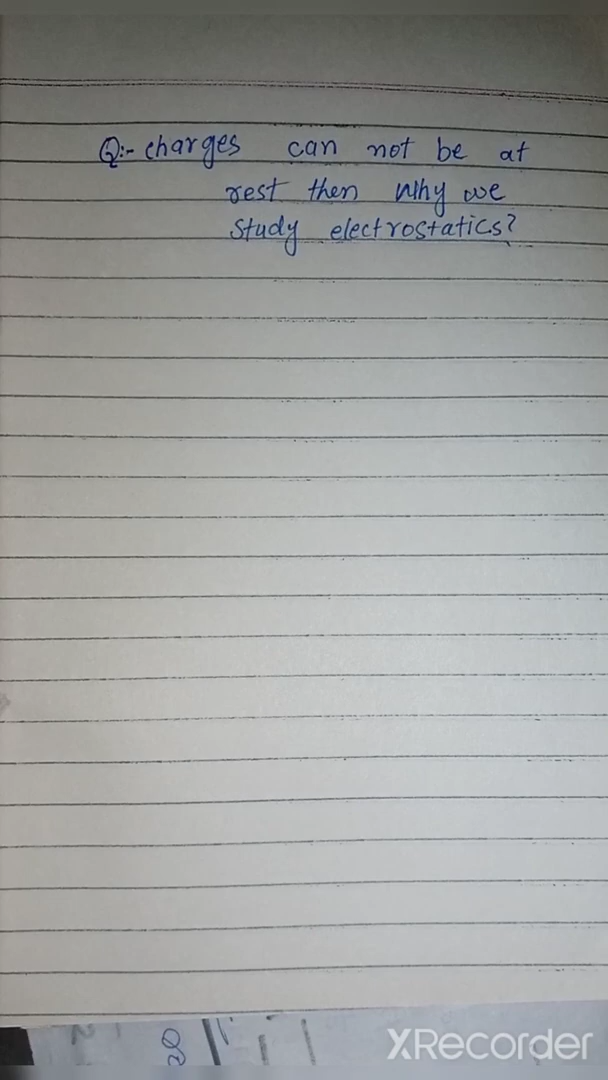 Q:- charges can not be at
rest then why we
study electrostatics?
XRecorder